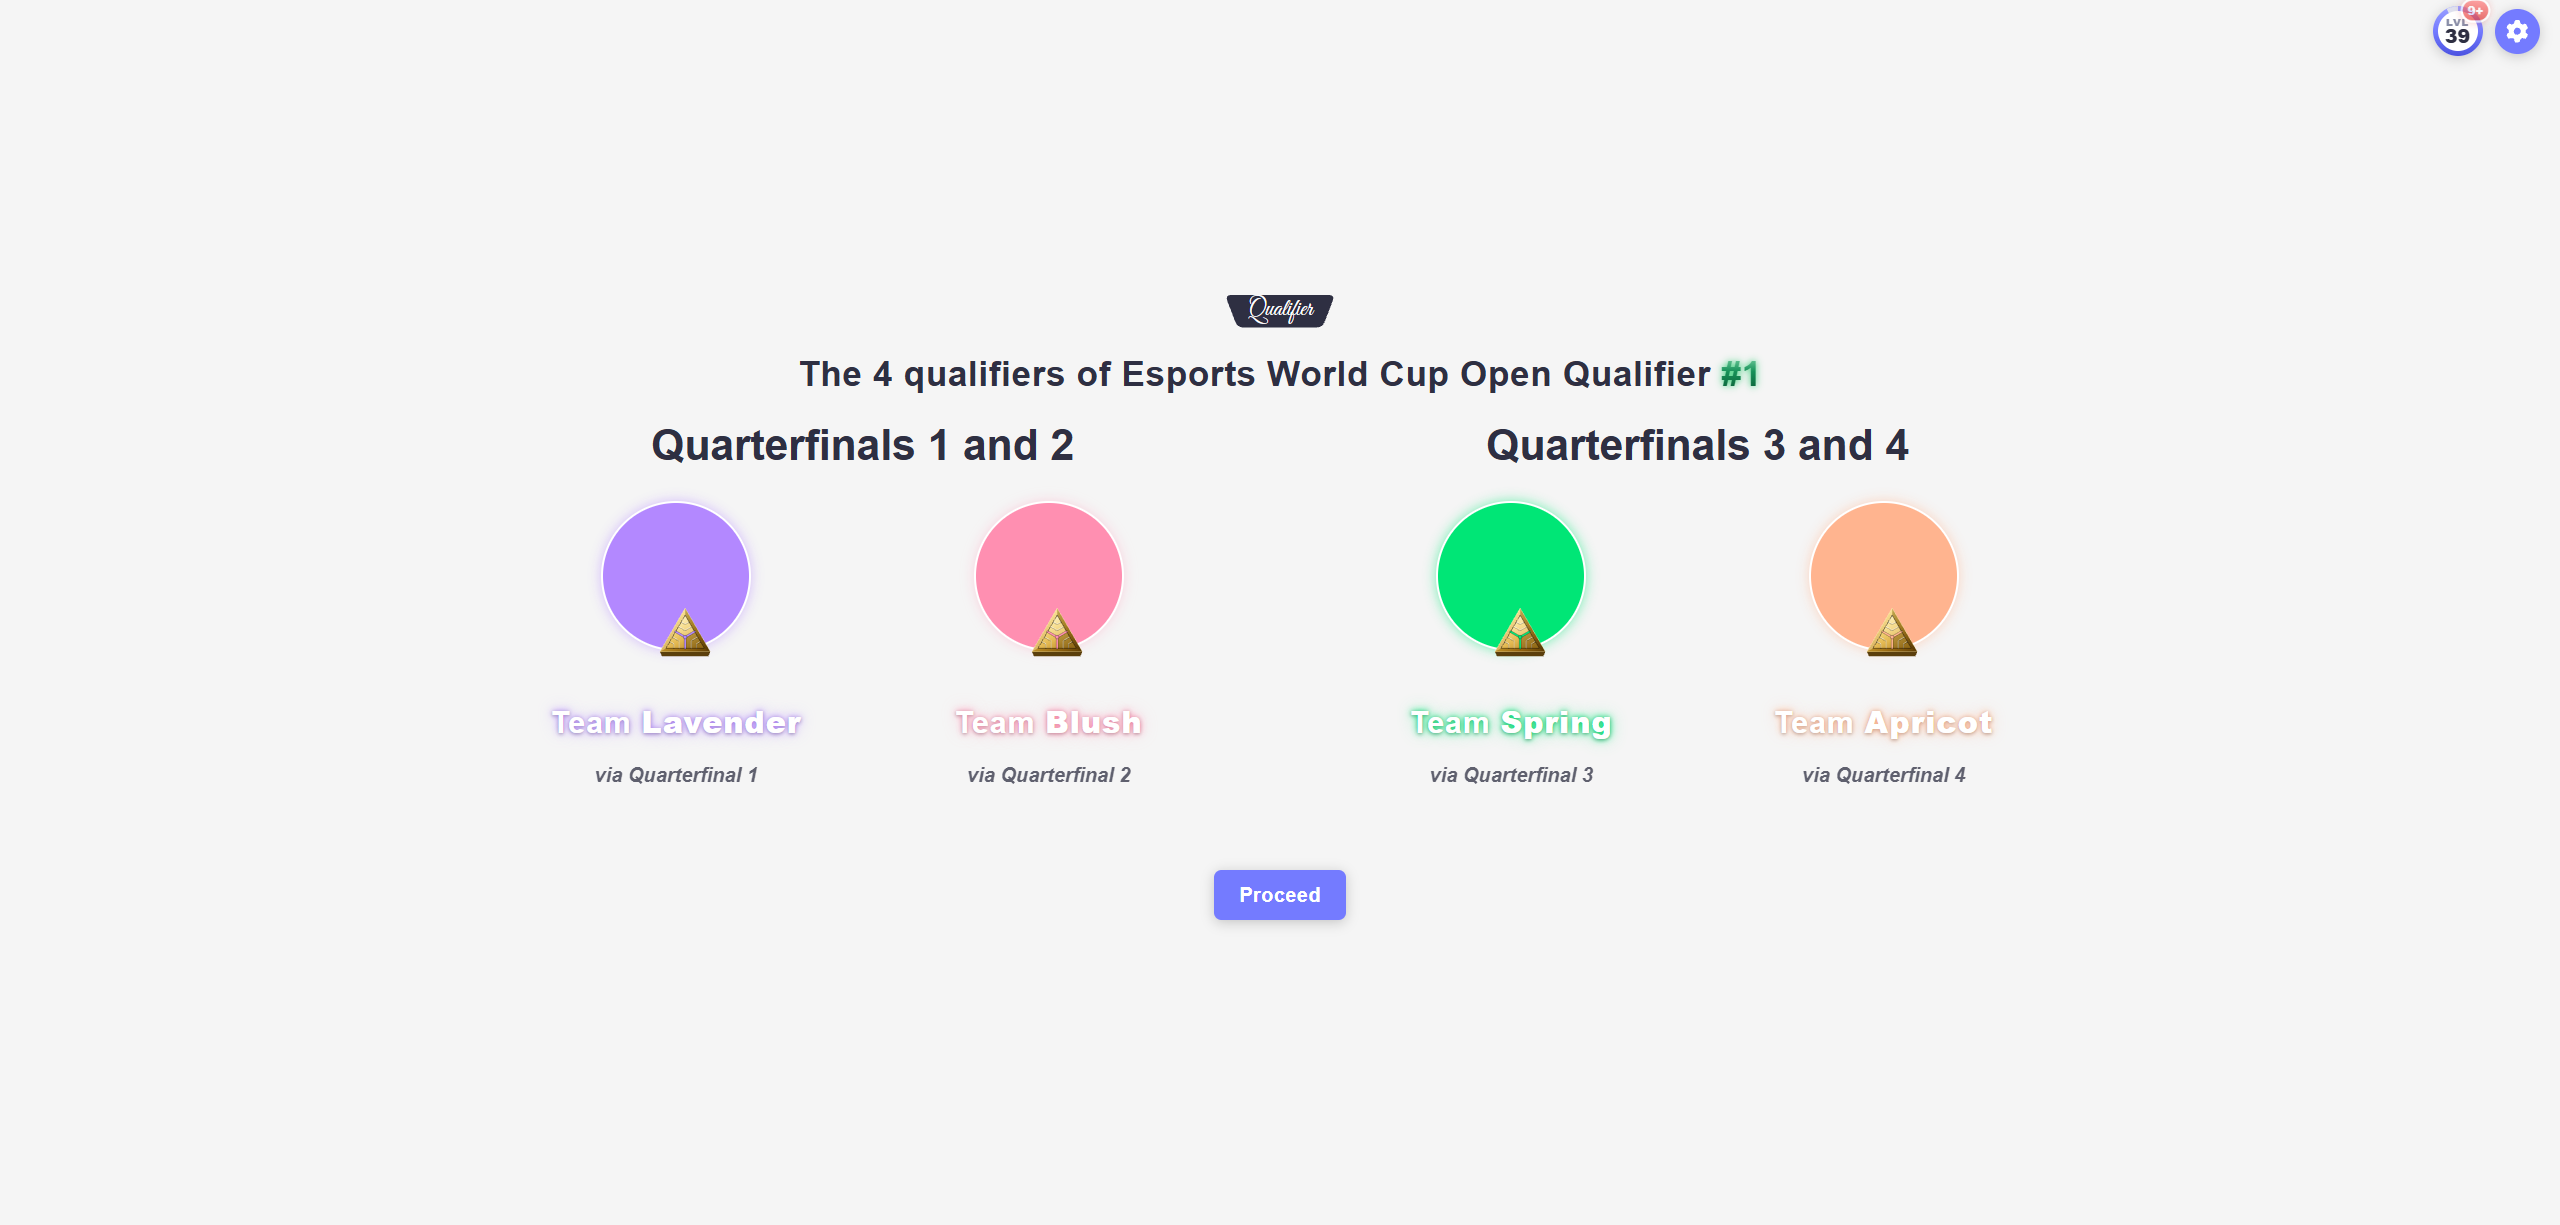 LVL
39
9+
Qualifier
The 4 qualifiers of Esports World Cup Open Qualifier #1
Quarterfinals 1 and 2
Quarterfinals 3 and 4
Team Lavender
Team Blush
Team Spring
Team Apricot
via Quarterfinal 1
via Quarterfinal 2
via Quarterfinal 3
via Quarterfinal 4
Proceed